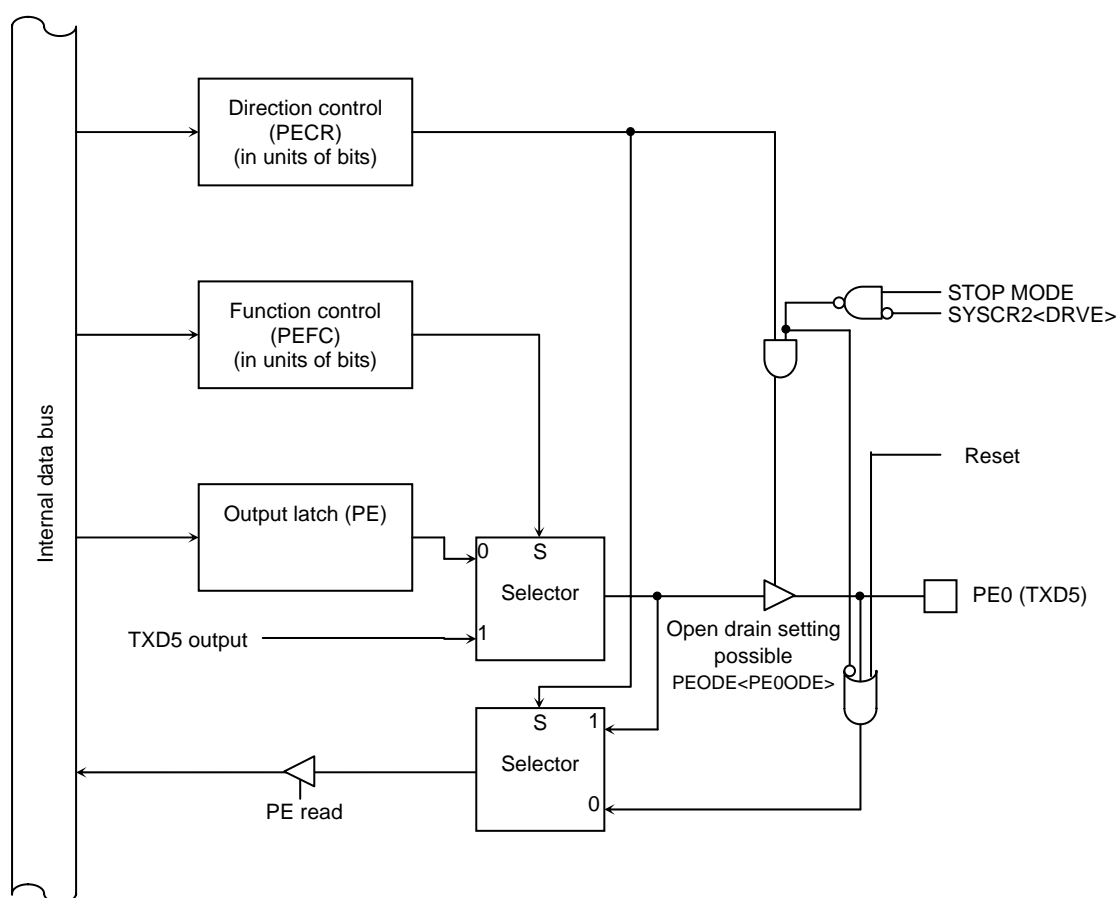 Direction control
(PECR)
(in units of bits)
Function control
(PEFC)
(in units of bits)
STOP MODE
SYSCR2<DRVE>
Internal data bus
Reset
Output latch (PE)
0
S
Selector
1
TXD5 output
PE0 (TXD5)
Open drain setting
possible
PEODE<PE0ODE>
S
1
Selector
0
PE read